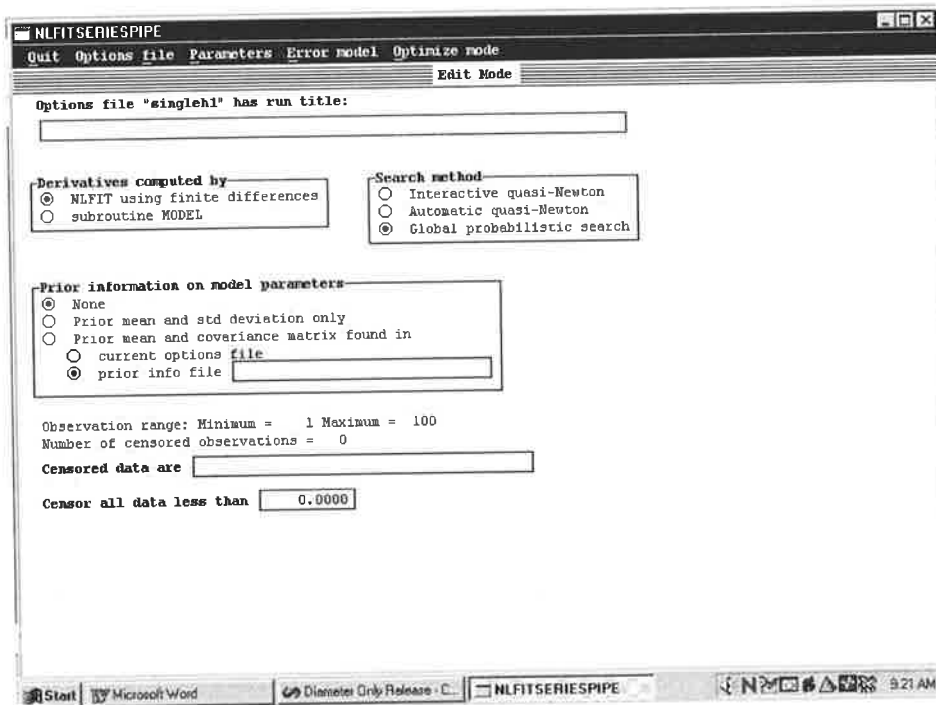 NLFITSERIESPIPE
Quit Options file Parameters Error model Optimize mode
Edit Mode
Options file "singleh1" has run title:
Derivatives computed by
NLFIT using finite differences
subroutine MODEL
Search method
Interactive quasi-Newton
Automatic quasi-Newton
Global probabilistic search
Prior information on model parameters
None
Prior mean and std deviation only
Prior mean and covariance matrix found in
current options file
prior info file
Observation range: Minimum = 1 Maximum = 100
Number of censored observations = 0
Censored data are
Censor all data less than 0.0000
Start Microsoft Word Diameter Only Release - C... NLFITSERIESPIPE 9:21 AM